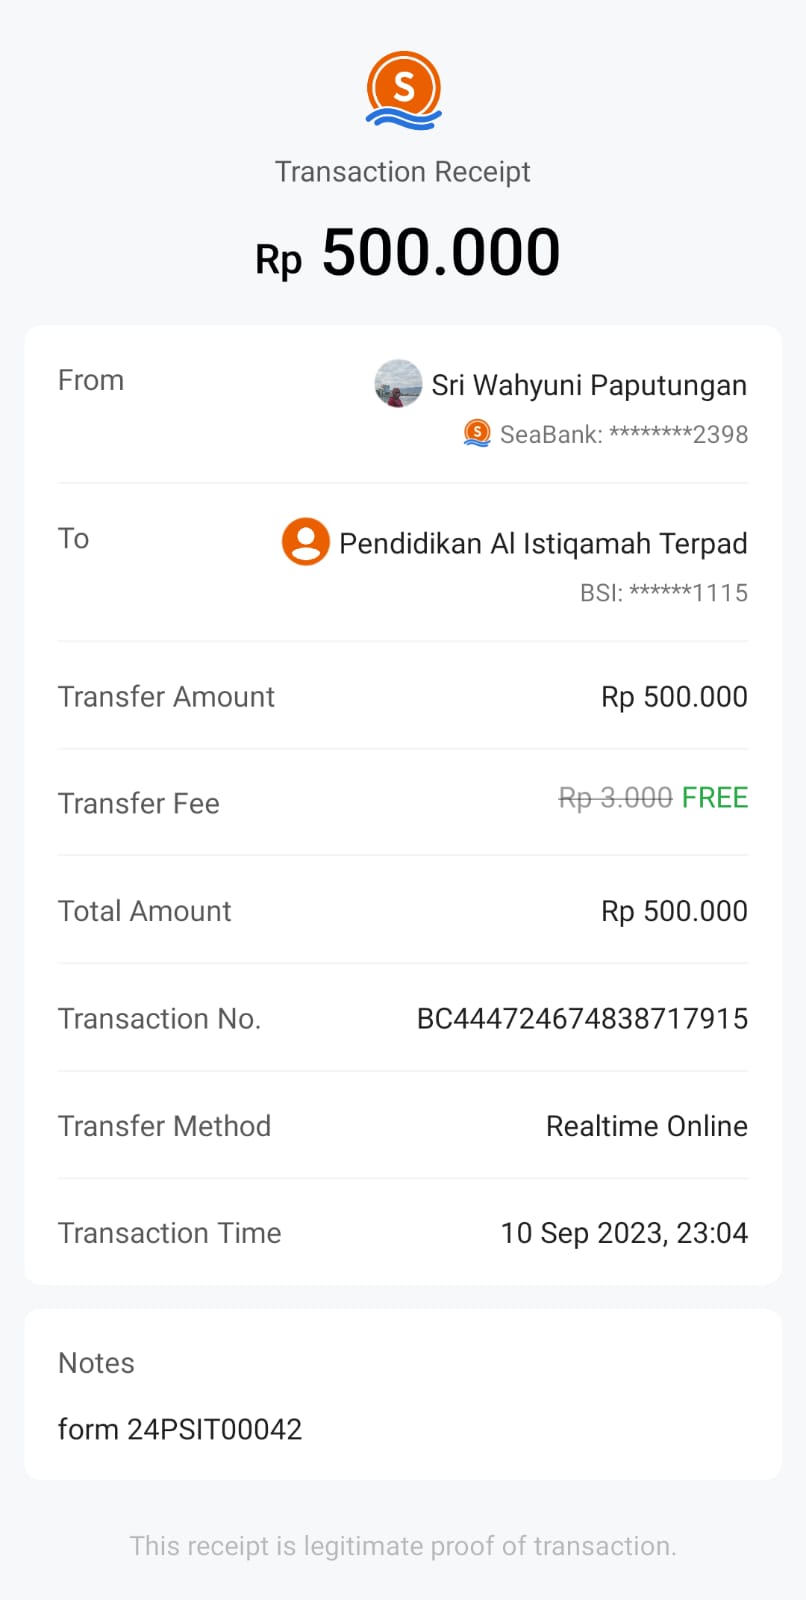 S
Transaction Receipt
Rp 500.000
From
Sri Wahyuni Paputungan
S SeaBank: ********2398
To
Pendidikan Al Istiqamah Terpad
BSI: ******1115
Transfer Amount
Rp 500.000
Transfer Fee
Rp 3.000 FREE
Total Amount
Rp 500.000
Transaction No.
BC444724674838717915
Transfer Method
Realtime Online
Transaction Time
10 Sep 2023, 23:04
Notes
form 24PSIT00042
This receipt is legitimate proof of transaction.